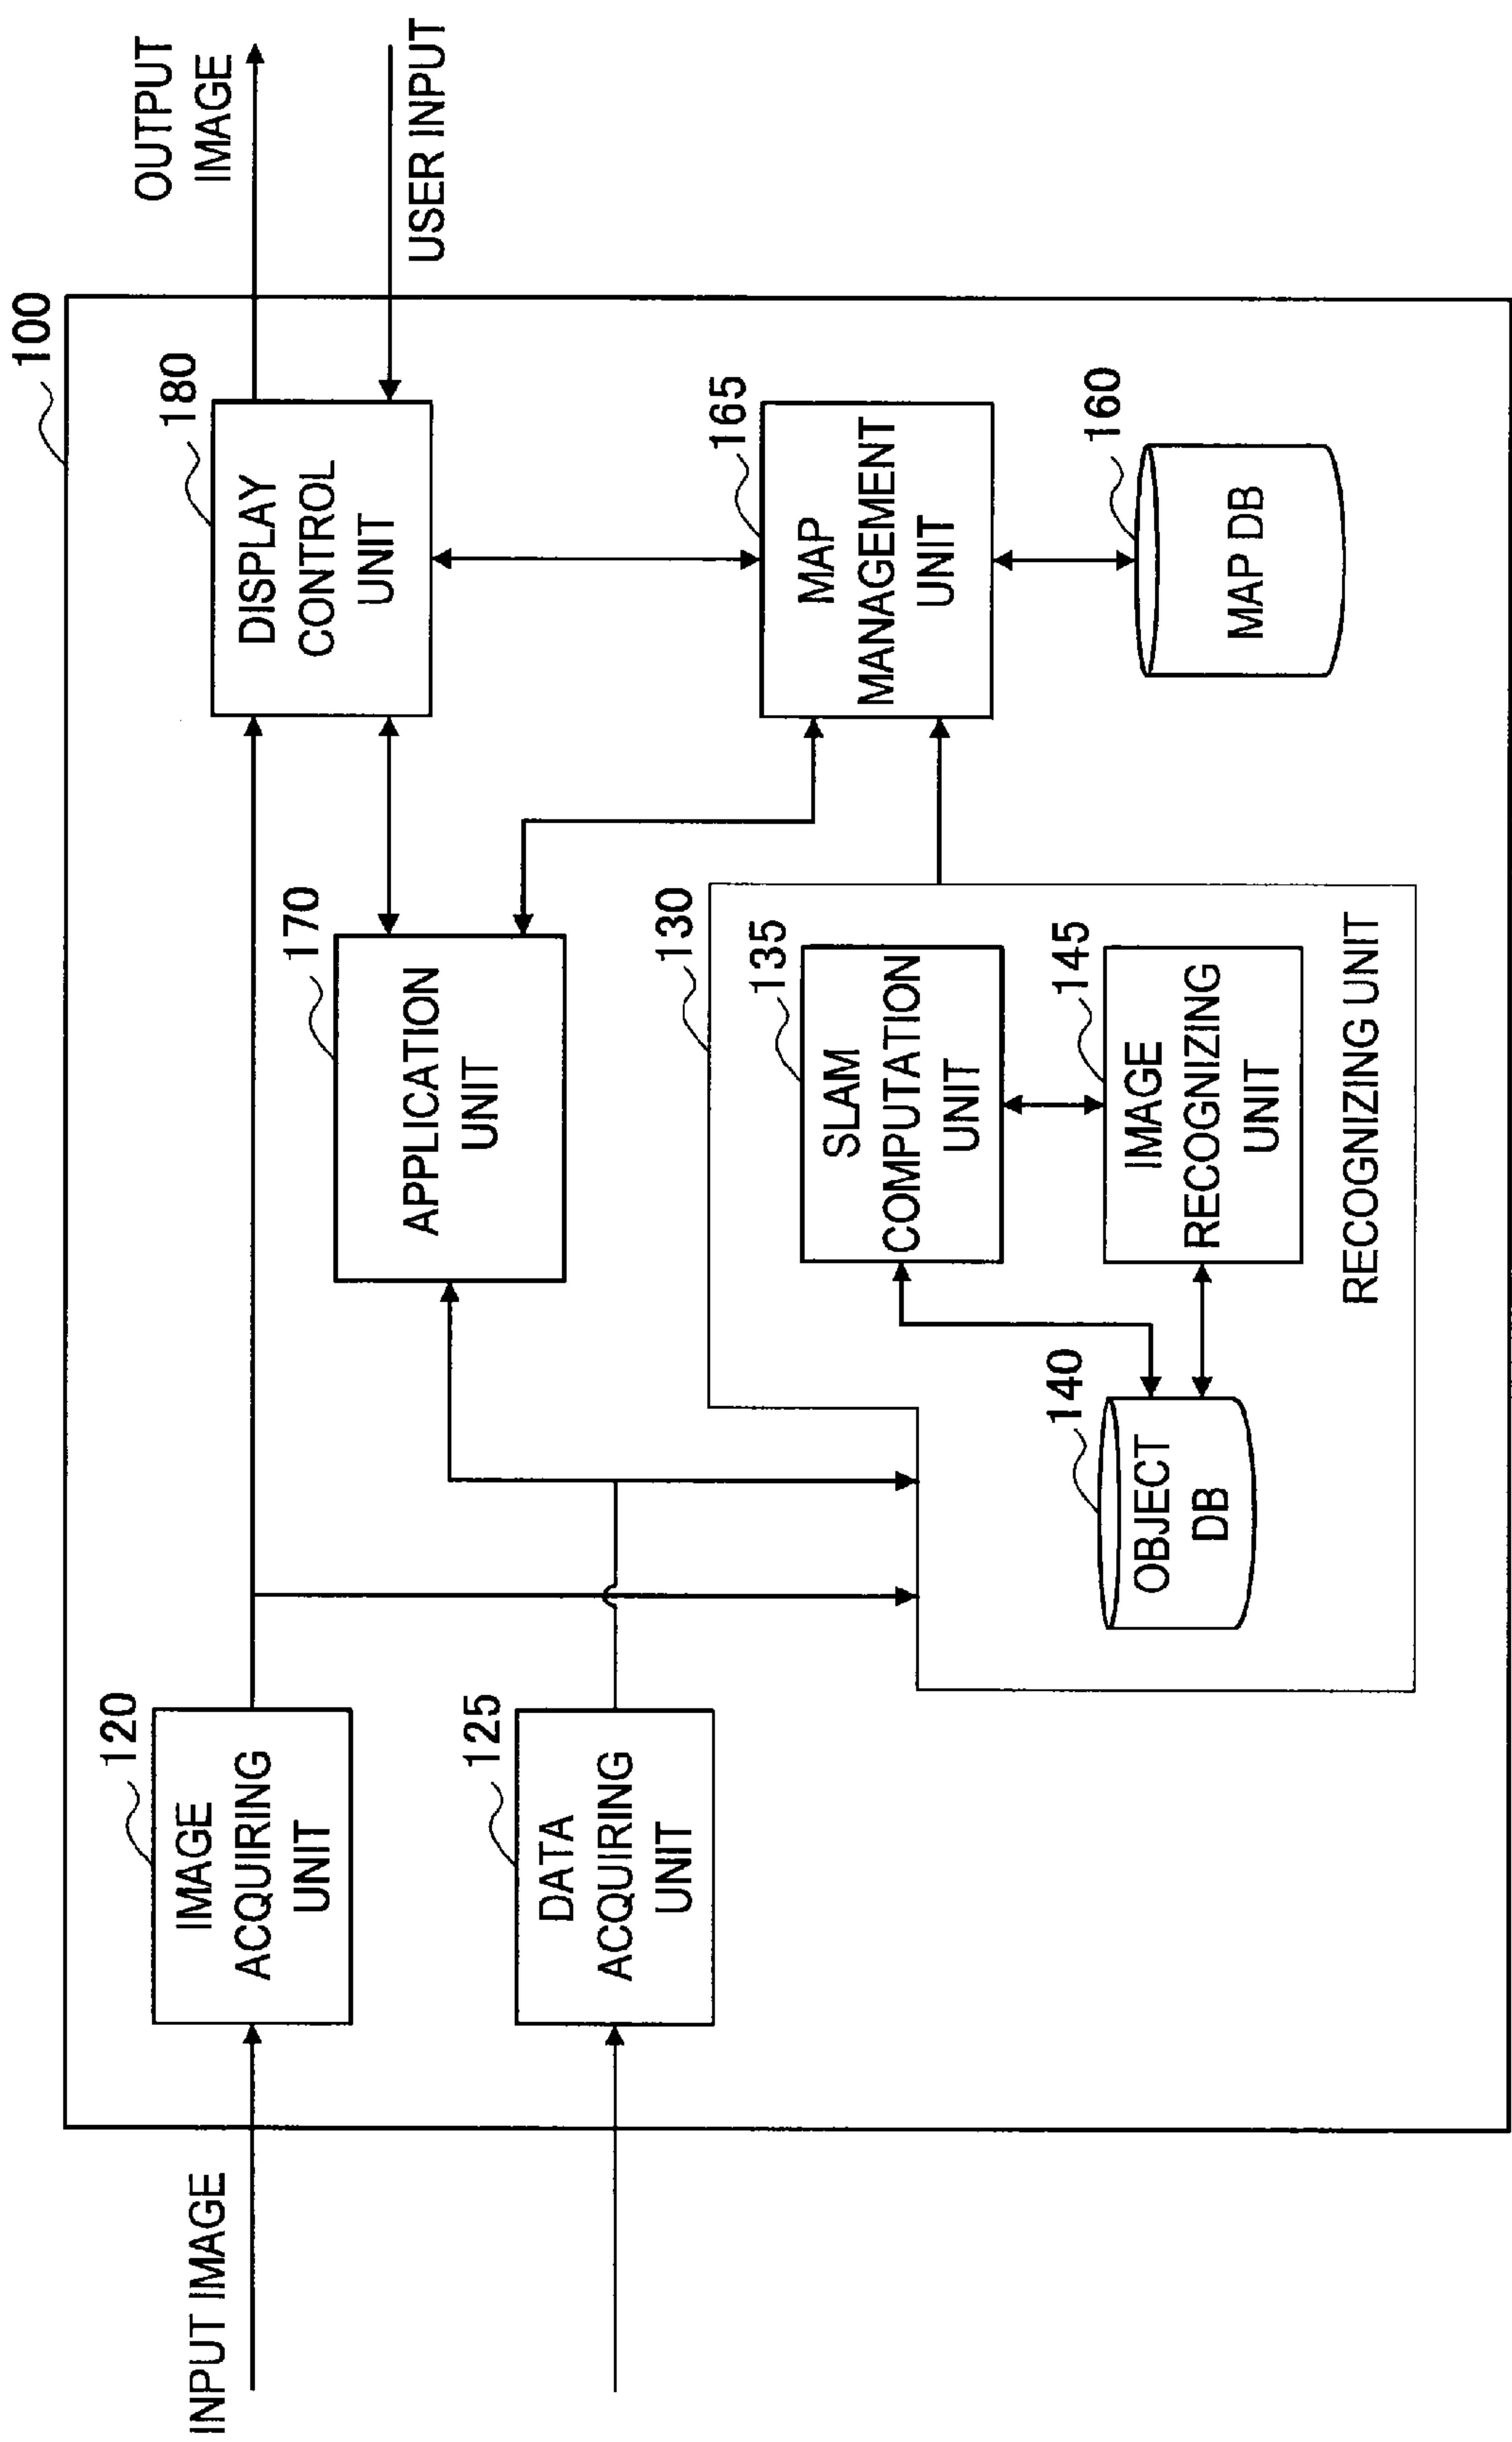 100
INPUT IMAGE
120
IMAGE
ACQUIRING
UNIT
125
DATA
ACQUIRING
UNIT
170
APPLICATION
UNIT
180
DISPLAY
CONTROL
UNIT
OUTPUT
IMAGE
USER INPUT
165
MAP
MANAGEMENT
UNIT
160
MAP DB
130
135
SLAM
COMPUTATION
UNIT
140
OBJECT
DB
145
IMAGE
RECOGNIZING
UNIT
RECOGNIZING UNIT